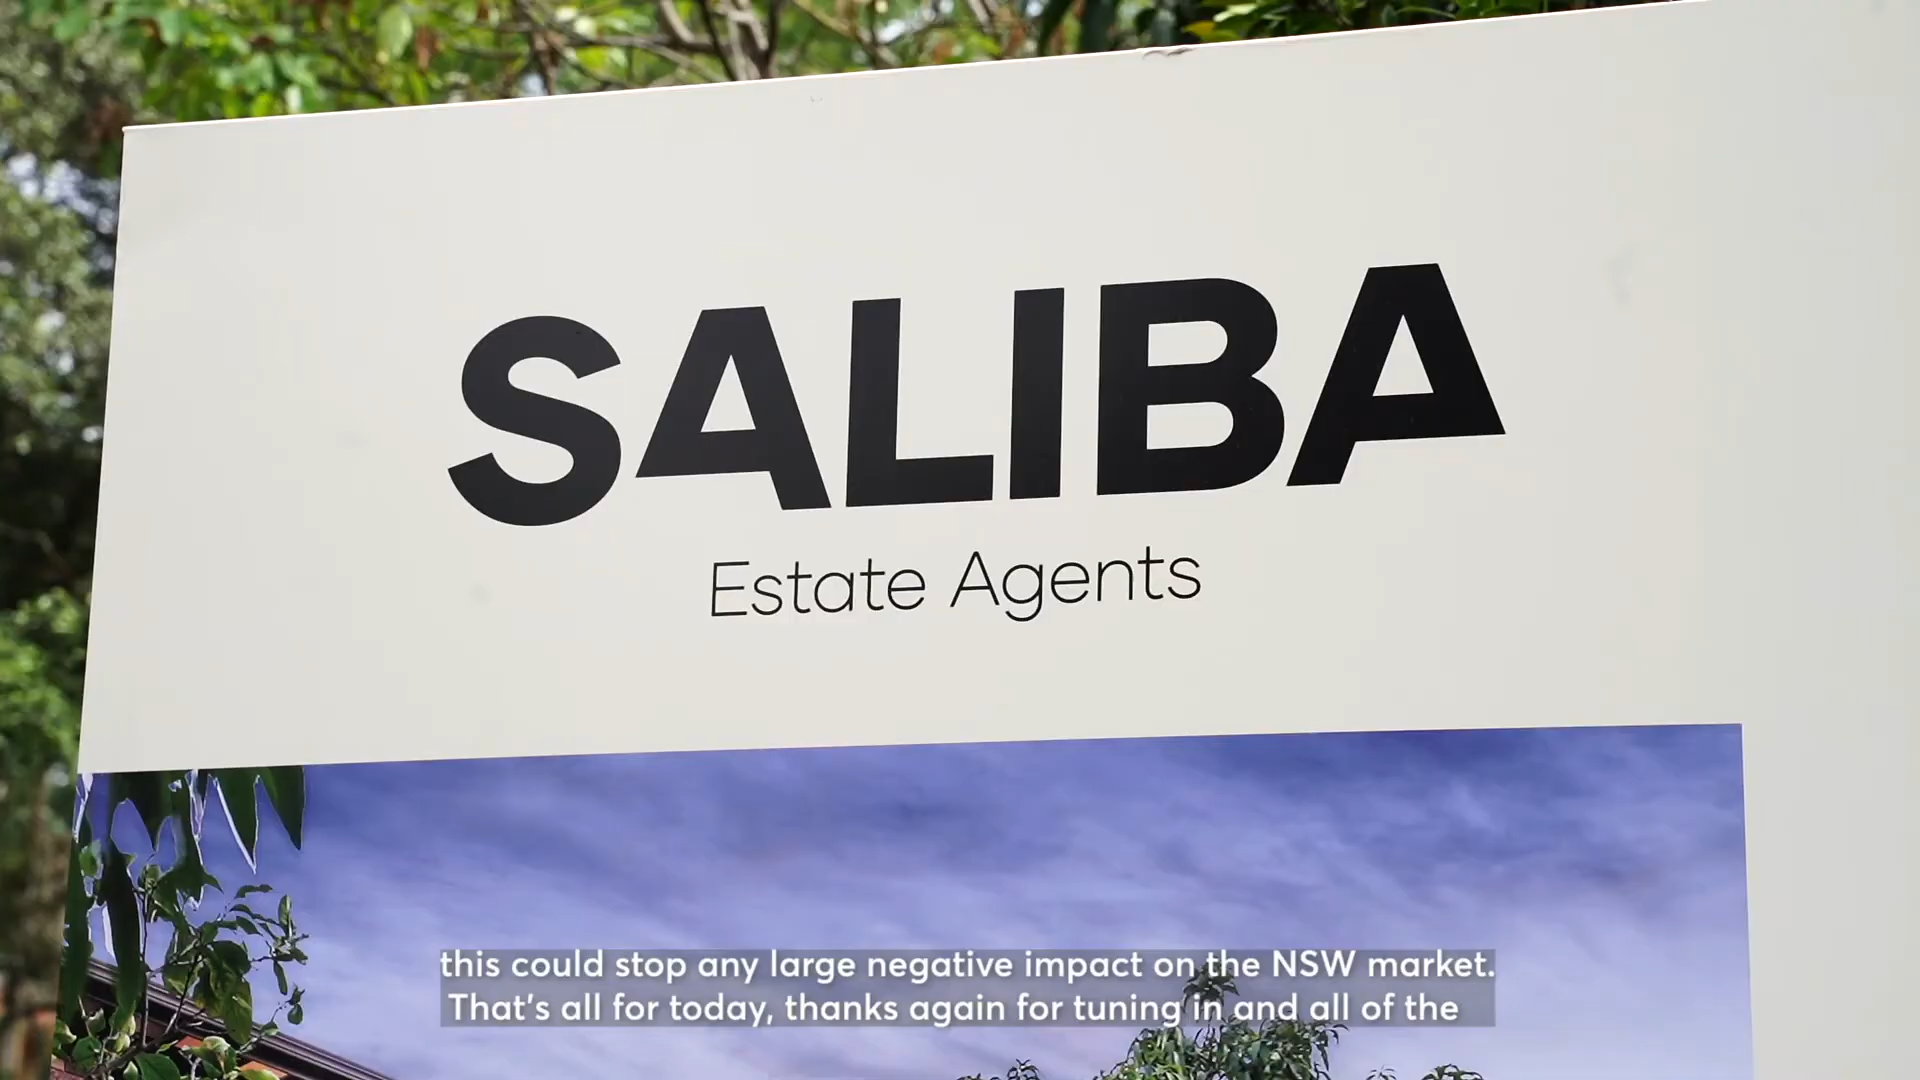 SALIBA
Estate Agents
this could stop any large negative impact on the NSW market.
That's all for today, thanks again for tuning in and all of the